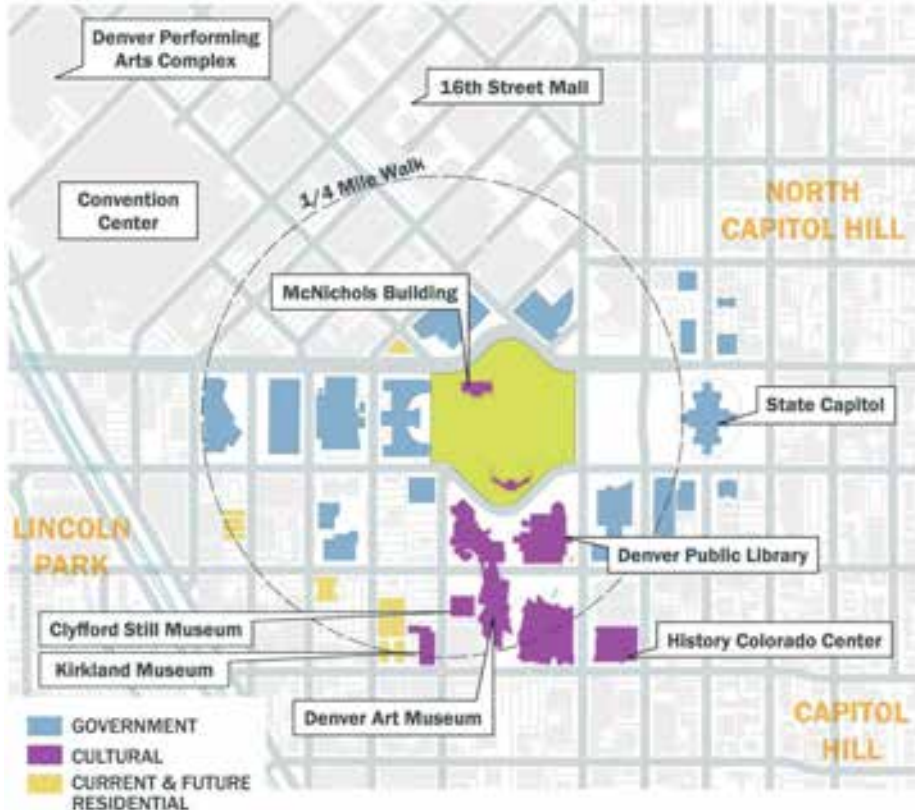 Denver Performing
Arts Complex
16th Street Mall
1/4 Mile Walk
Convention
Center
NORTH
CAPITOL HILL
McNichols Building
State Capitol
LINCOLN
PARK
Denver Public Library
Clyfford Still Museum
History Colorado Center
Kirkland Museum
Denver Art Museum
CAPITOL
HILL
GOVERNMENT
CULTURAL
CURRENT & FUTURE
RESIDENTIAL